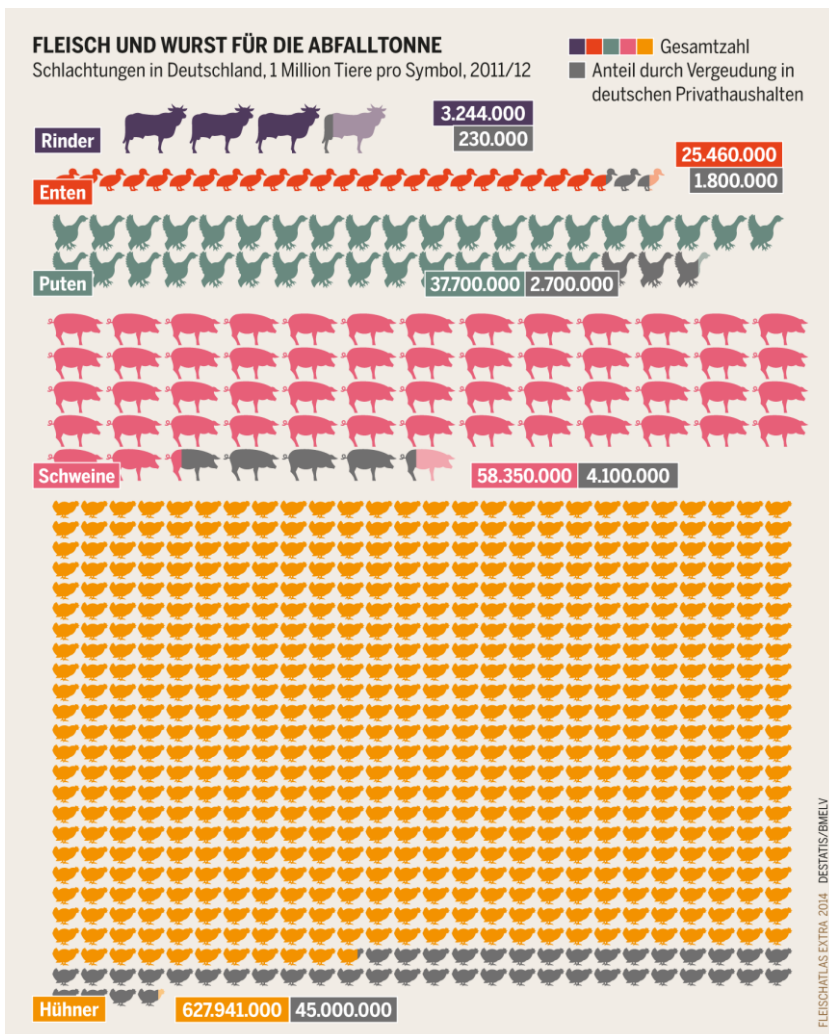 FLEISCH UND WURST FÜR DIE ABFALLTONNE
Schlachtungen in Deutschland, 1 Million Tiere pro Symbol, 2011/12
Gesamtzahl
Anteil durch Vergeudung in
deutschen Privathaushalten
Rinder
3.244.000
230.000
Enten
25.460.000
1.800.000
Puten
37.700.000 2.700.000
Schweine
58.350.000 4.100.000
Hühner
627.941.000 45.000.000
FLEISCHATLAS EXTRA 2014 DESTATIS/BMELV